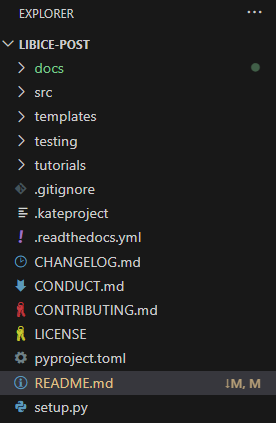 EXPLORER
LIBICE-POST
docs
src
templates
testing
tutorials
.gitignore
.kateproject
.readthedocs.yml
CHANGELOG.md
CONDUCT.md
CONTRIBUTING.md
LICENSE
pyproject.toml
README.md ↓M, M
setup.py